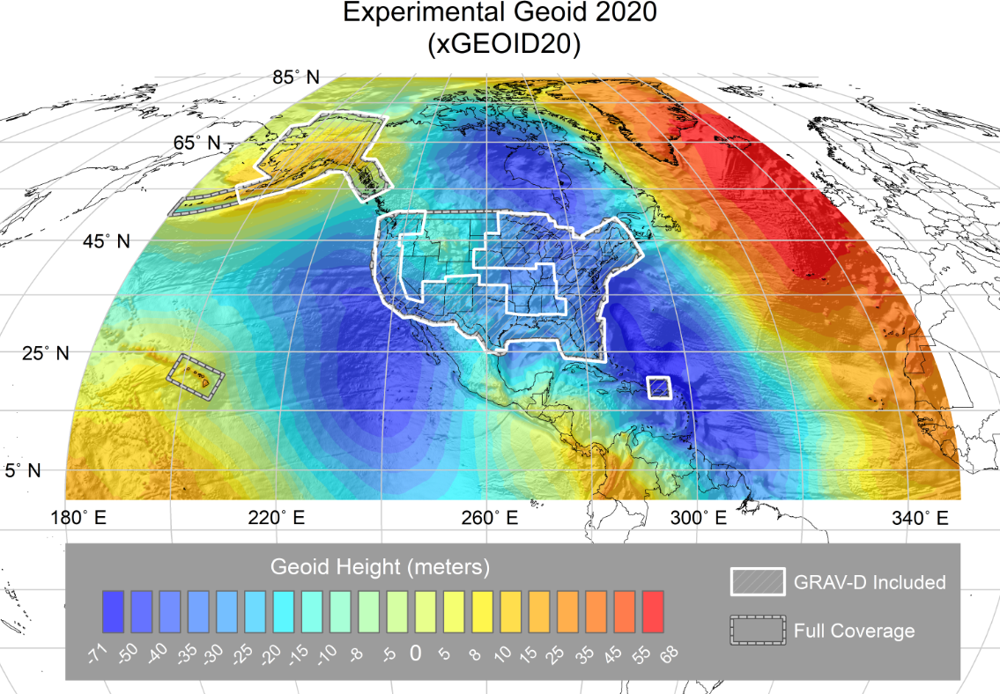 Experimental Geoid 2020
(xGEOID20)
85° N
65° N
45° N
25° N
5° N
180° E 220° E 260° E 300° E 340° E
Geoid Height (meters)
-71 -50 -40 -35 -30 -25 -20 -15 -10 -8 -5 0 5 8 10 15 25 35 45 55 68
GRAV-D Included
Full Coverage